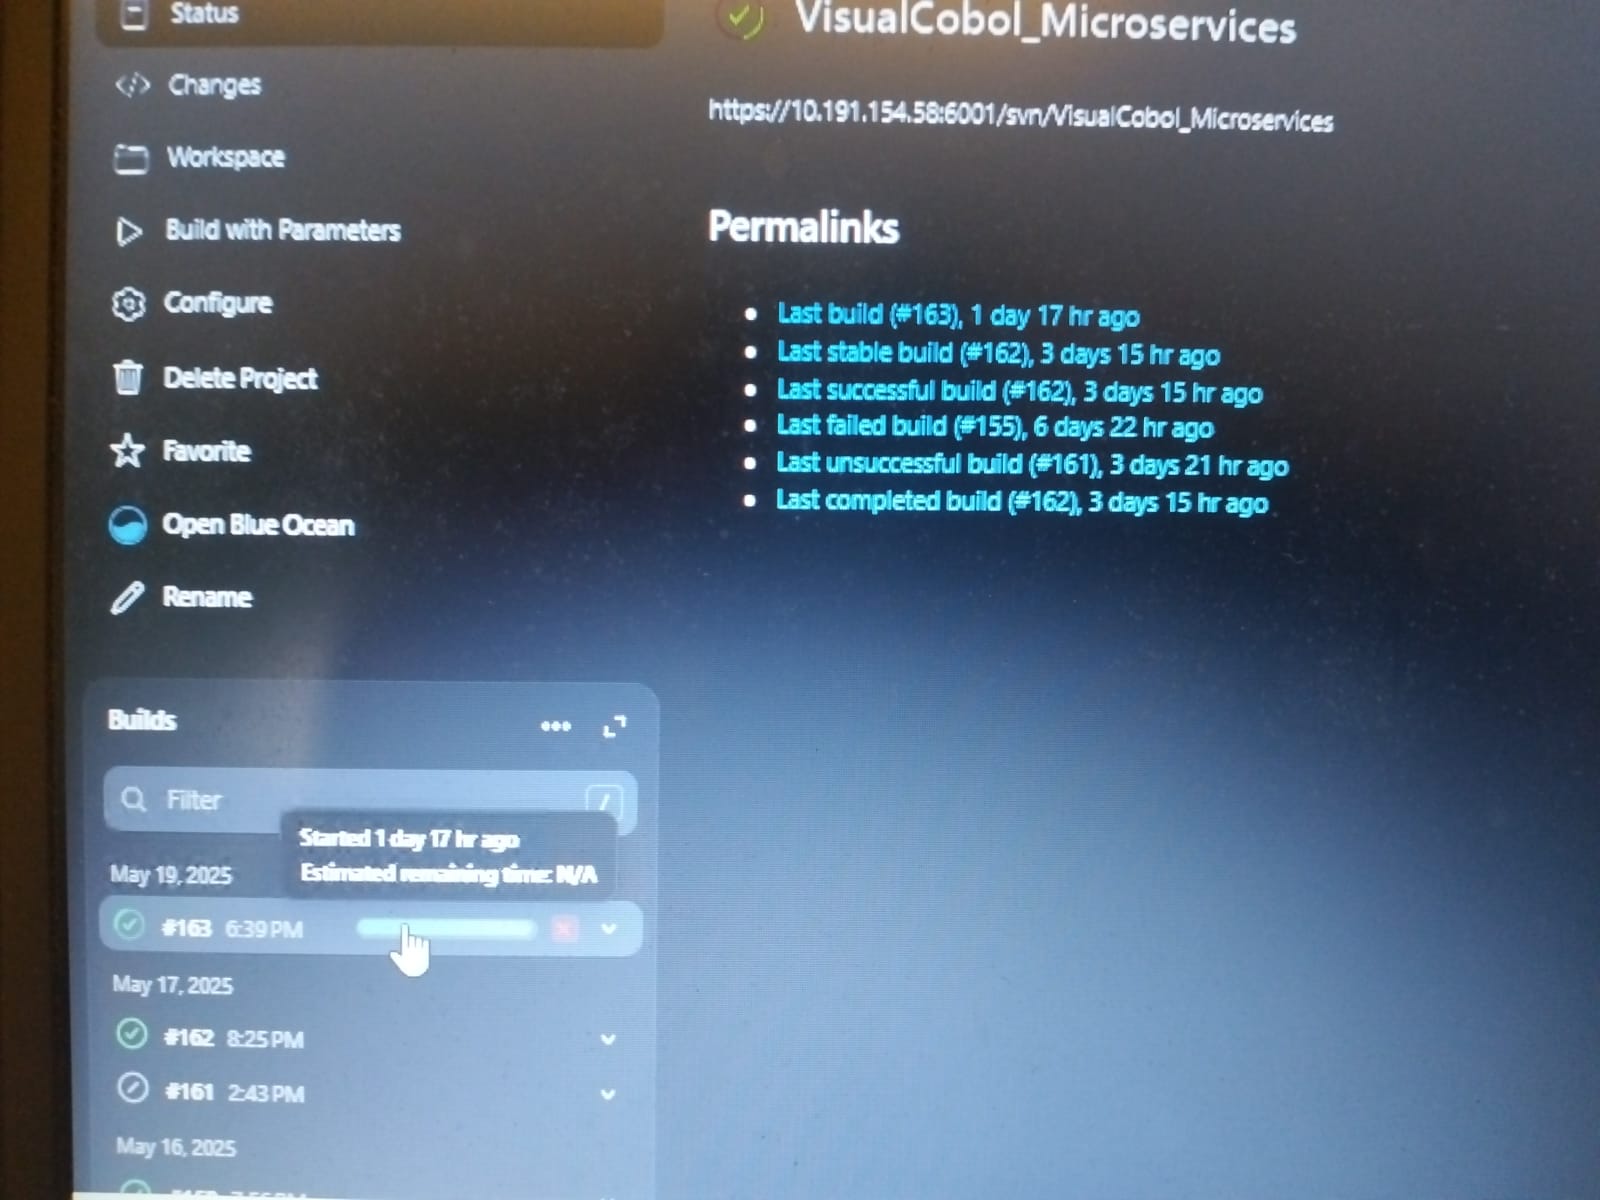 Status
Changes
Workspace
Build with Parameters
Configure
Delete Project
Favorite
Open Blue Ocean
Rename
VisualCobol_Microservices
https://10.191.154.58:6001/svn/VisualCobol_Microservices
Permalinks
Last build (#163), 1 day 17 hr ago
Last stable build (#162), 3 days 15 hr ago
Last successful build (#162), 3 days 15 hr ago
Last failed build (#155), 6 days 22 hr ago
Last unsuccessful build (#161), 3 days 21 hr ago
Last completed build (#162), 3 days 15 hr ago
Builds
Filter /
Started 1 day 17 hr ago
Estimated remaining time: N/A
May 19, 2025
#163 6:39 PM
May 17, 2025
#162 8:25 PM
#161 2:43 PM
May 16, 2025